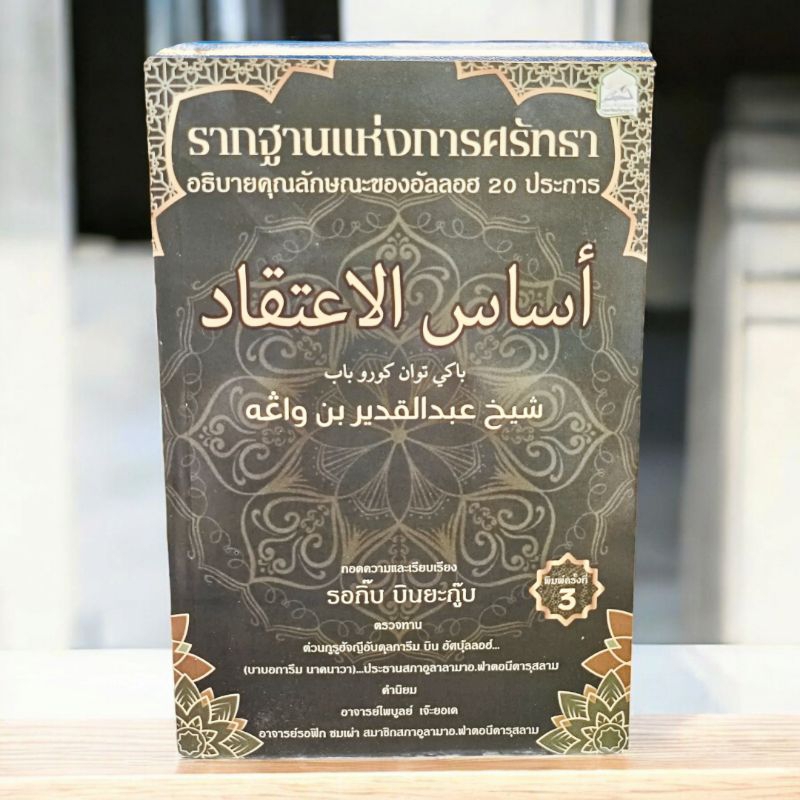 รากฐานแห่งการศรัทธา
อธิบายคุณลักษณะของอัลลอฮ 20 ประการ
أساس الاعتقاد
باكي توان كورو باب
شيخ عبدالقدير بن واڠه
ถอดความและเรียบเรียง
รอกิ๊บ บินยะกู๊บ
พิมพ์ครั้งที่
3
ตรวจทาน
ต่วนกูรูฮัจญีอับดุลการีม บิน อัศนุ้ลลอฮ์...
(บาบอการีม นาคนาวา)...ประธานสภาอูลามาอ.ฟาตอนีดารุสลาม
คำนิยม
อาจารย์ไพบูลย์ เจ๊ะยอเด
อาจารย์รอฟิก ชมเผ่า สมาชิกสภาอูลามาอ.ฟาตอนีดารุสลาม